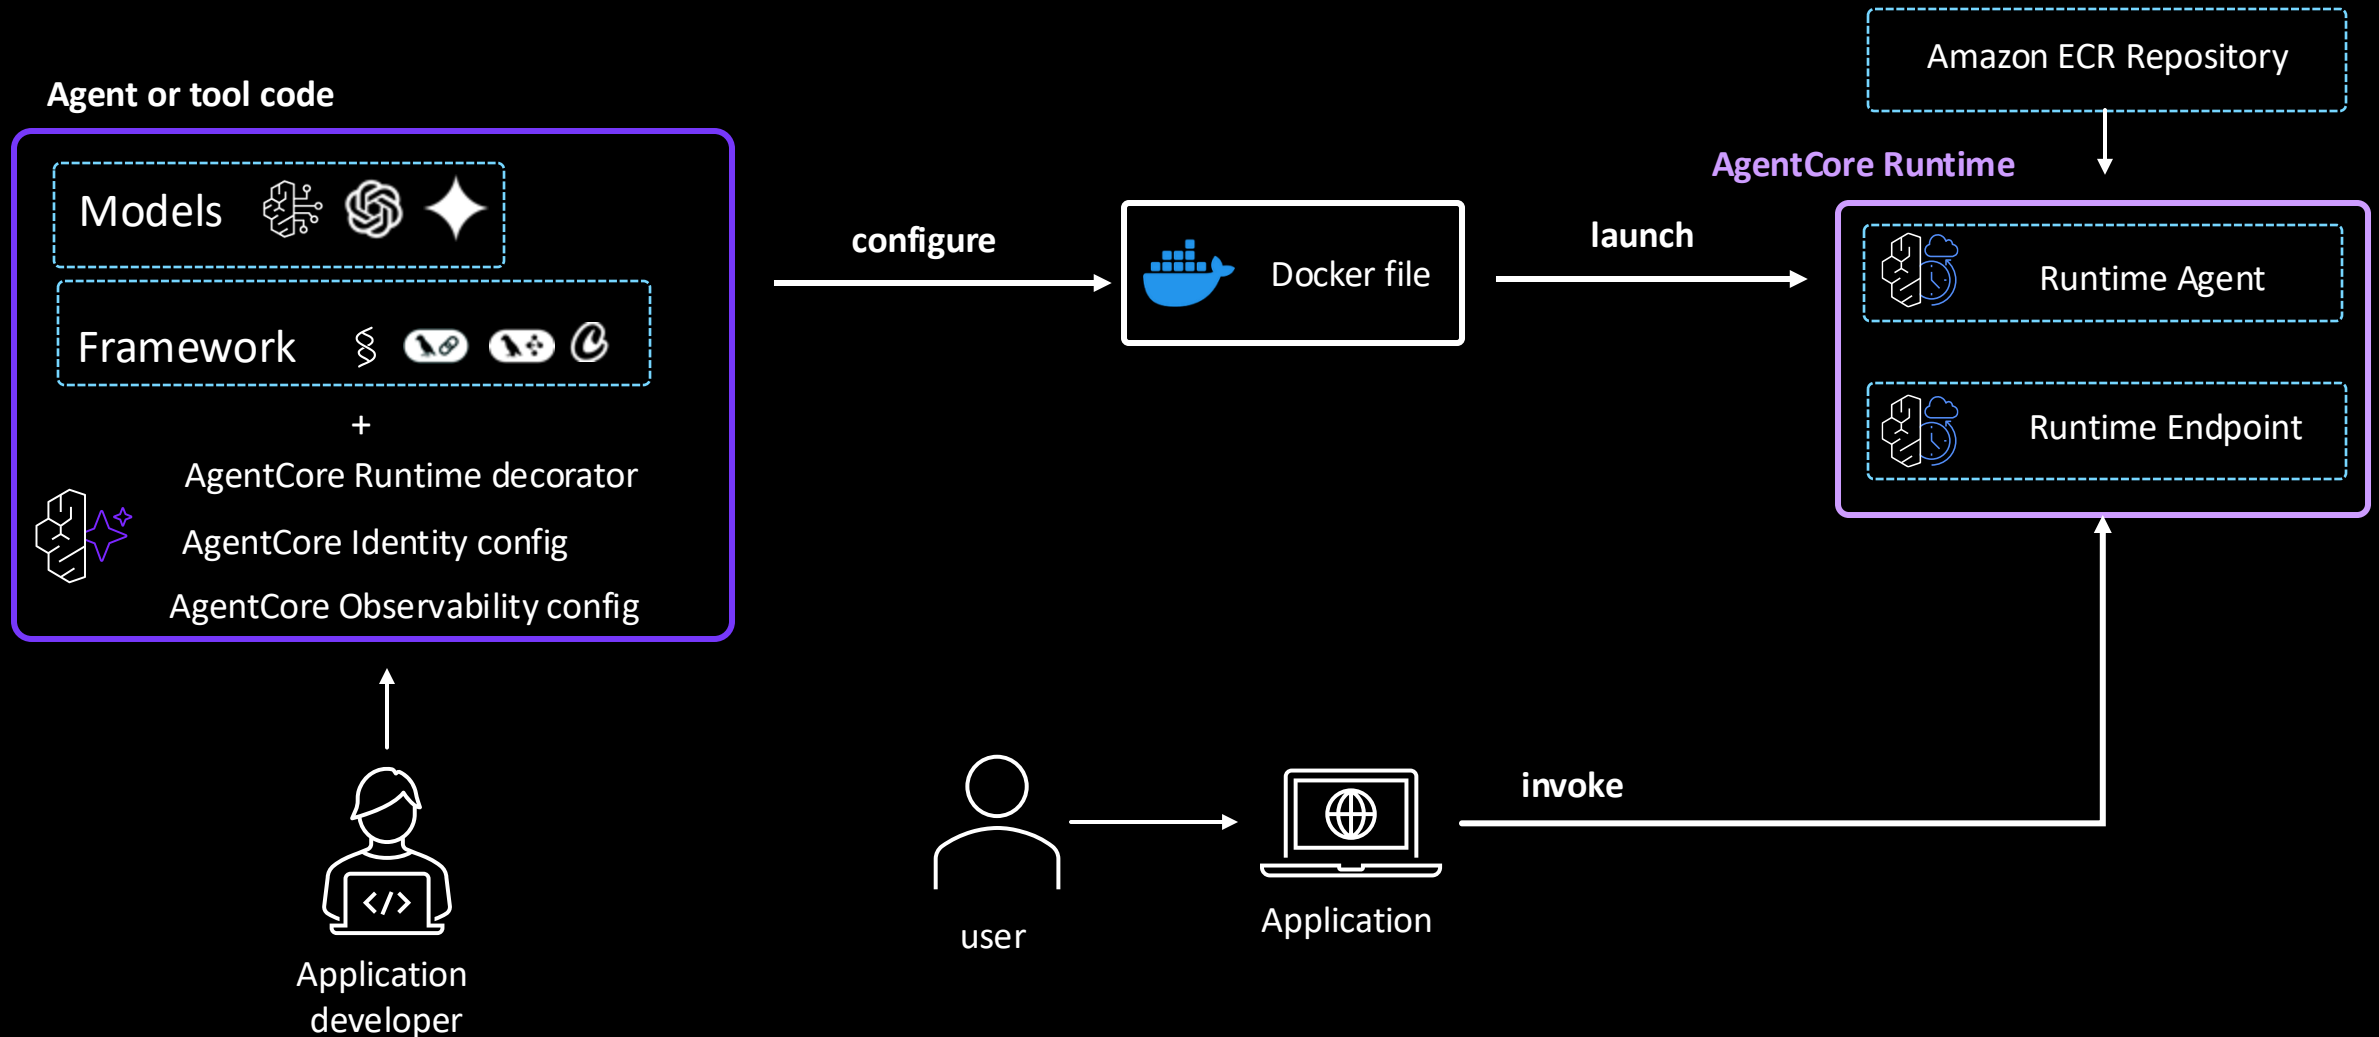 Agent or tool code
Models
Framework
+
AgentCore Runtime decorator
AgentCore Identity config
AgentCore Observability config
Application
developer
configure
Docker file
launch
Amazon ECR Repository
AgentCore Runtime
Runtime Agent
Runtime Endpoint
user
Application
invoke